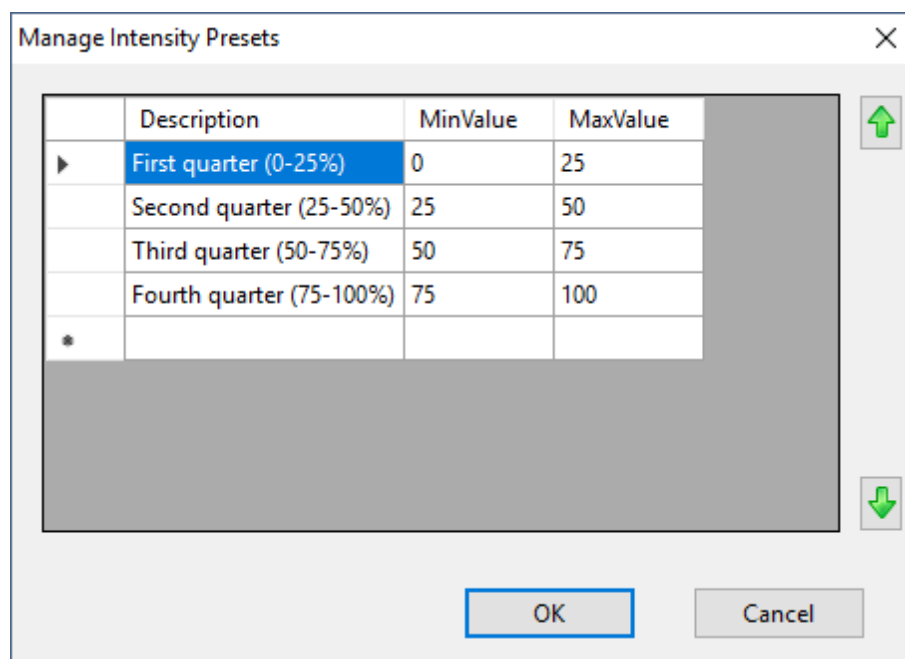 Manage Intensity Presets
Description MinValue MaxValue
First quarter (0-25%) 0 25
Second quarter (25-50%) 25 50
Third quarter (50-75%) 50 75
Fourth quarter (75-100%) 75 100
OK Cancel